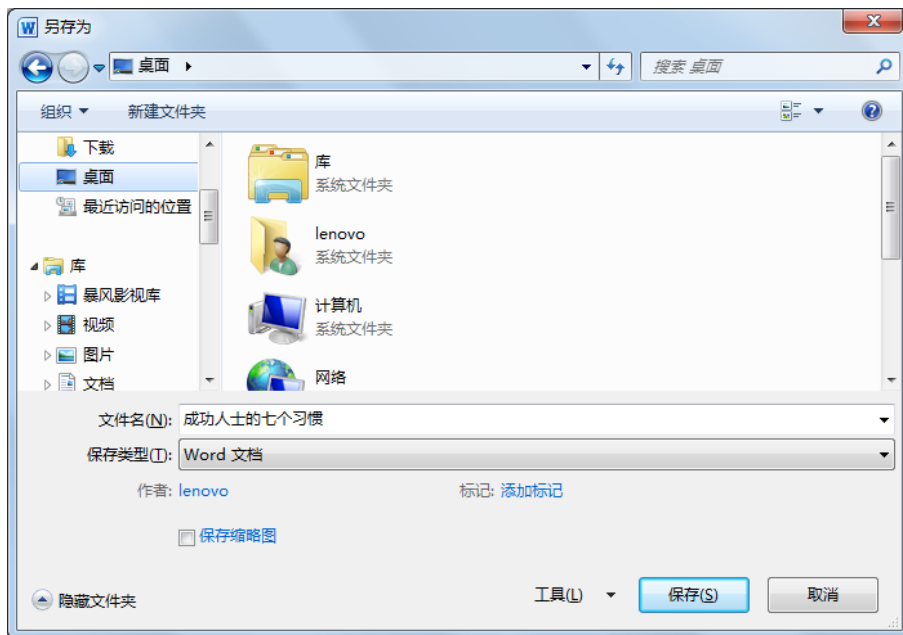 另存为
桌面
搜索 桌面
组织 新建文件夹
下载
桌面
最近访问的位置
库
暴风影视库
视频
图片
文档
库
系统文件夹
lenovo
系统文件夹
计算机
系统文件夹
网络
文件名(N): 成功人士的七个习惯
保存类型(T): Word 文档
作者: lenovo 标记: 添加标记
保存缩略图
隐藏文件夹 工具(L) 保存(S) 取消